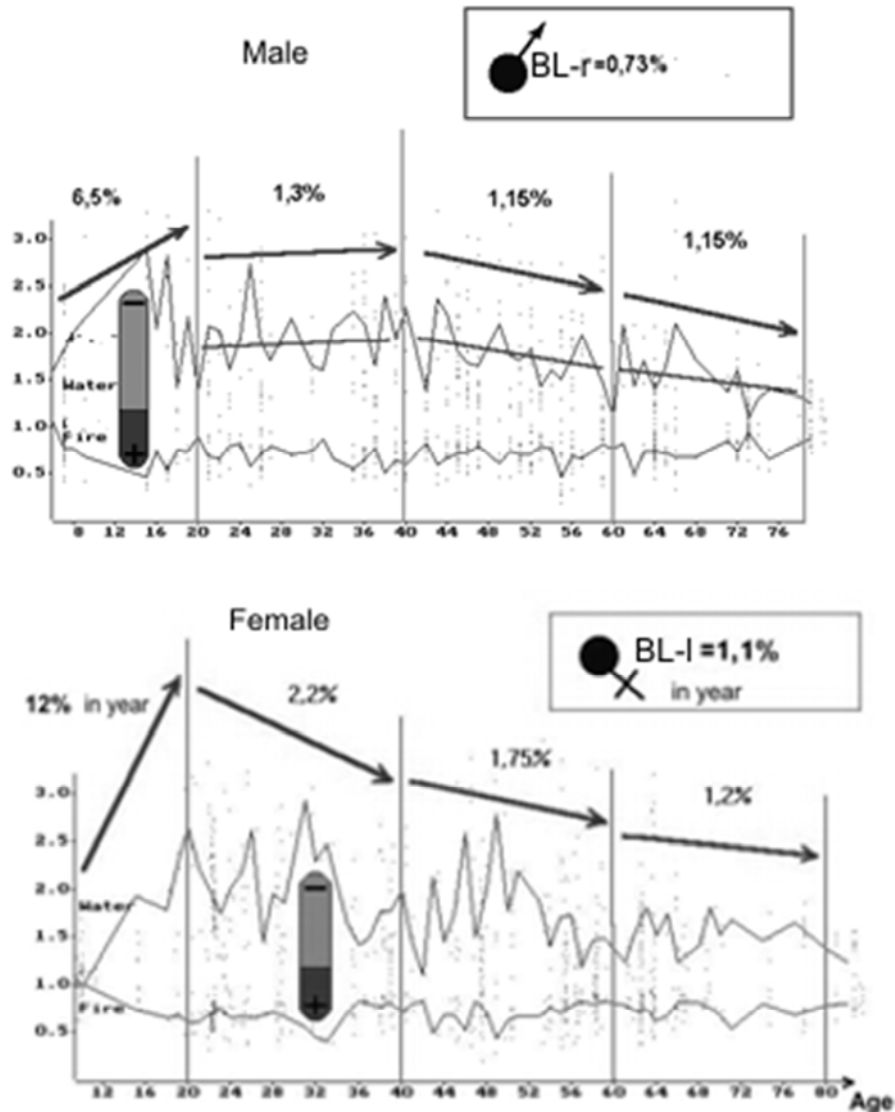 Male
BL-r=0,73%
6,5%
1,3%
1,15%
1,15%
3.0
2.5
2.0
1.5
Water
1.0
Fire
0.5
8 12 16 20 24 28 32 36 40 44 48 52 56 60 64 68 72 76
Female
BL-l =1,1%
in year
12% in year
2,2%
1,75%
1,2%
3.0
2.5
2.0
Water
1.5
1.0
Fire
0.5
12 16 20 24 28 32 36 40 44 48 52 56 60 64 68 72 76 80
Age